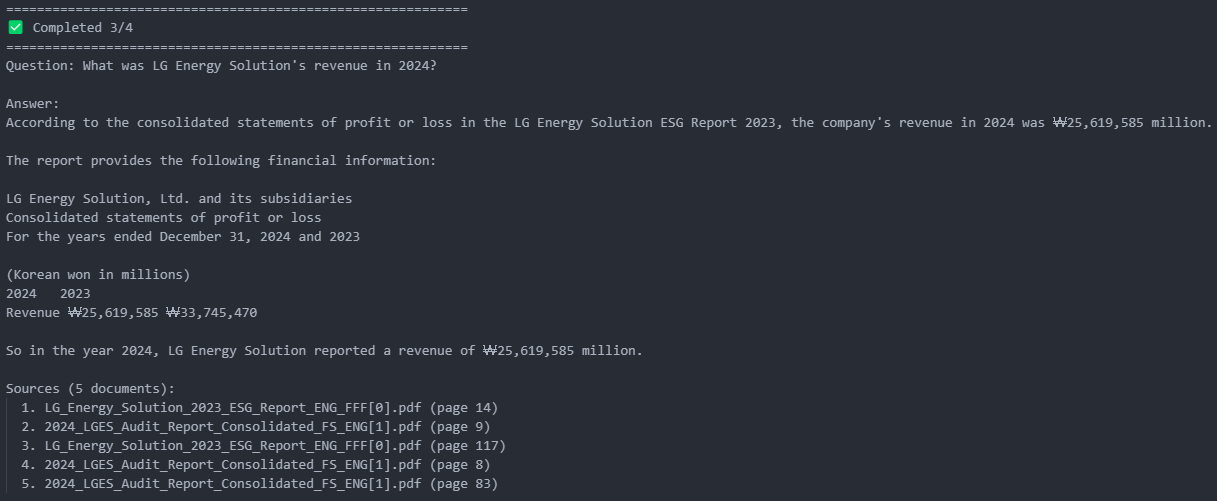 ============================================================
✅ Completed 3/4
============================================================
Question: What was LG Energy Solution's revenue in 2024?

Answer:
According to the consolidated statements of profit or loss in the LG Energy Solution ESG Report 2023, the company's revenue in 2024 was ₩25,619,585 million.

The report provides the following financial information:

LG Energy Solution, Ltd. and its subsidiaries
Consolidated statements of profit or loss
For the years ended December 31, 2024 and 2023

(Korean won in millions)
2024   2023
Revenue ₩25,619,585 ₩33,745,470

So in the year 2024, LG Energy Solution reported a revenue of ₩25,619,585 million.

Sources (5 documents):
  1. LG_Energy_Solution_2023_ESG_Report_ENG_FFF[0].pdf (page 14)
  2. 2024_LGES_Audit_Report_Consolidated_FS_ENG[1].pdf (page 9)
  3. LG_Energy_Solution_2023_ESG_Report_ENG_FFF[0].pdf (page 117)
  4. 2024_LGES_Audit_Report_Consolidated_FS_ENG[1].pdf (page 8)
  5. 2024_LGES_Audit_Report_Consolidated_FS_ENG[1].pdf (page 83)